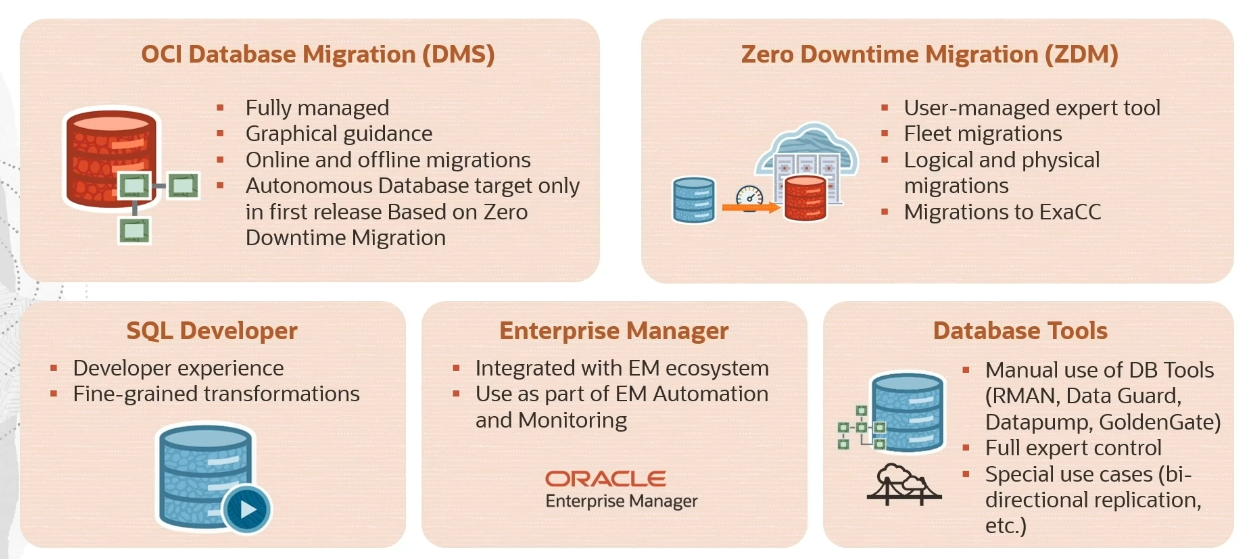 OCI Database Migration (DMS)
▪ Fully managed
▪ Graphical guidance
▪ Online and offline migrations
▪ Autonomous Database target only
in first release Based on Zero
Downtime Migration
Zero Downtime Migration (ZDM)
▪ User-managed expert tool
▪ Fleet migrations
▪ Logical and physical
migrations
▪ Migrations to ExaCC
SQL Developer
▪ Developer experience
▪ Fine-grained transformations
Enterprise Manager
▪ Integrated with EM ecosystem
▪ Use as part of EM Automation
and Monitoring
ORACLE
Enterprise Manager
Database Tools
▪ Manual use of DB Tools
(RMAN, Data Guard,
Datapump, GoldenGate)
▪ Full expert control
▪ Special use cases (bi-
directional replication,
etc.)